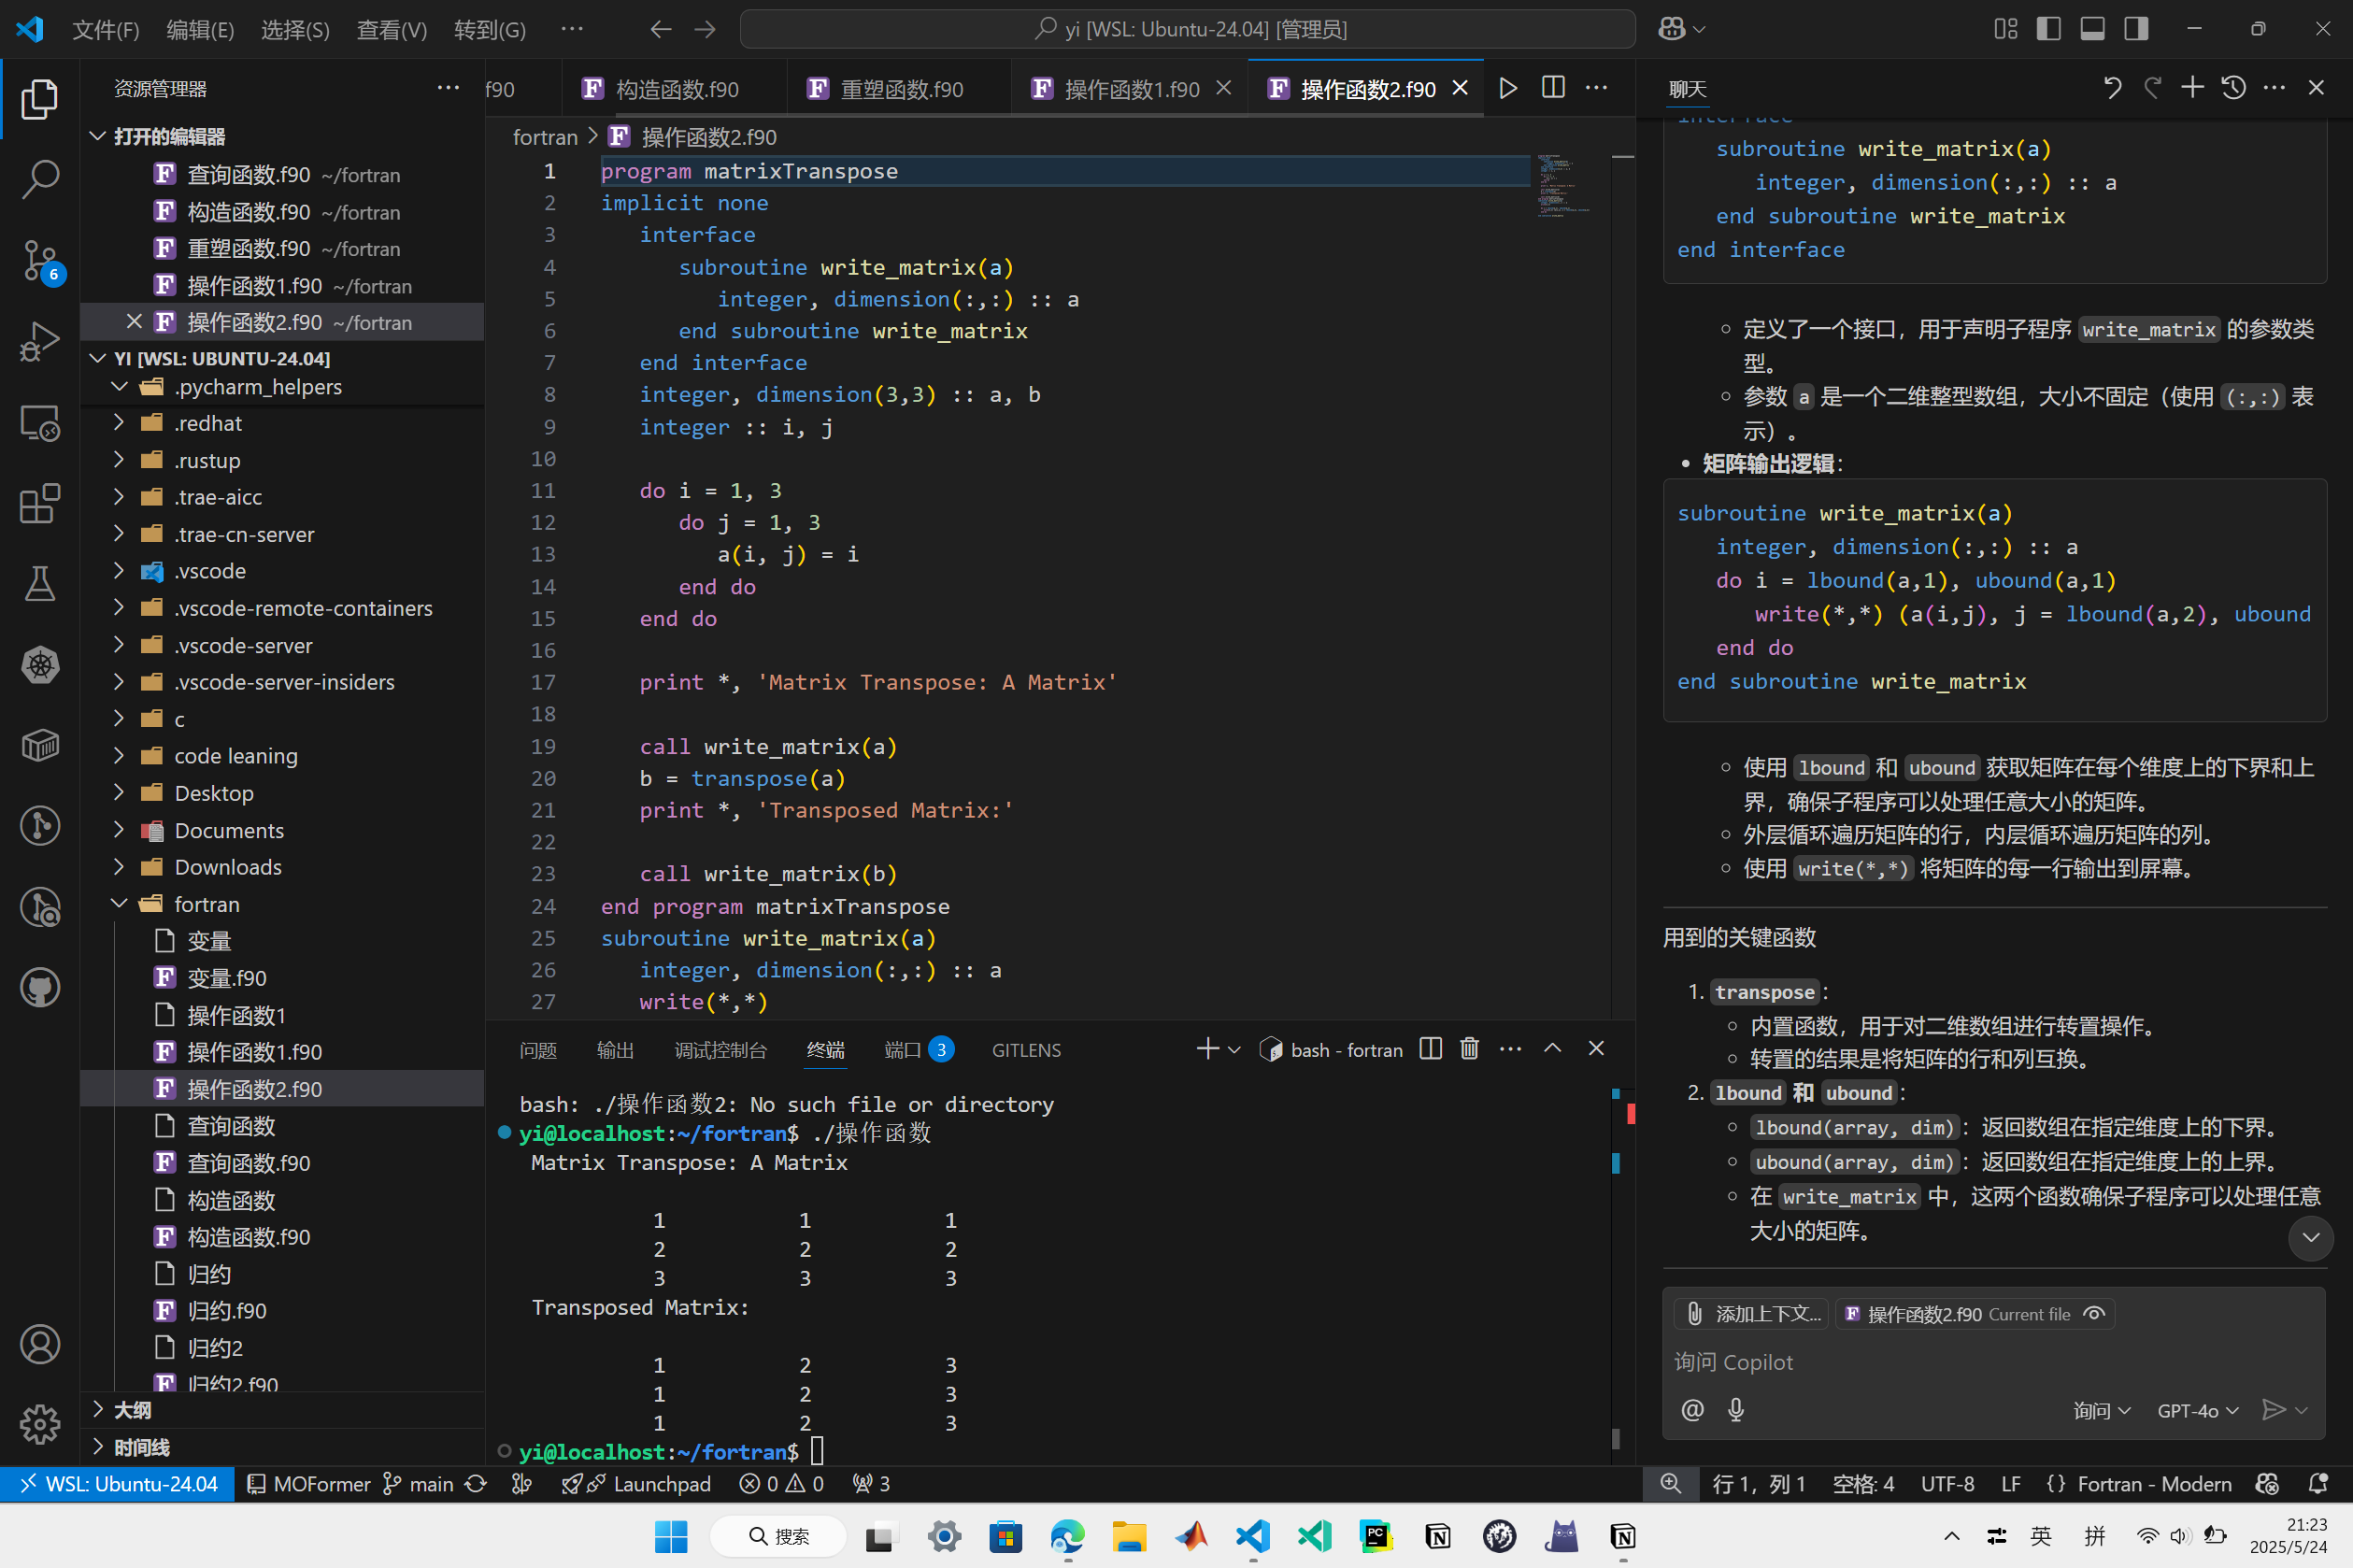 文件(F) 编辑(E) 选择(S) 查看(V) 转到(G) ··· yi [WSL: Ubuntu-24.04] [管理员]
资源管理器
打开的编辑器
查询函数.f90 ~/fortran
构造函数.f90 ~/fortran
重塑函数.f90 ~/fortran
操作函数1.f90 ~/fortran
操作函数2.f90 ~/fortran
YI [WSL: UBUNTU-24.04]
.pycharm_helpers
.redhat
.rustup
.trae-aicc
.trae-cn-server
.vscode
.vscode-remote-containers
.vscode-server
.vscode-server-insiders
c
code leaning
Desktop
Documents
Downloads
fortran
变量
变量.f90
操作函数1
操作函数1.f90
操作函数2.f90
查询函数
查询函数.f90
构造函数
构造函数.f90
归约
归约.f90
归约2
归约2.f90
大纲
时间线
6
f90 构造函数.f90 重塑函数.f90 操作函数1.f90 操作函数2.f90
fortran > 操作函数2.f90
1 program matrixTranspose
2 implicit none
3 interface
4 subroutine write_matrix(a)
5 integer, dimension(:,:) :: a
6 end subroutine write_matrix
7 end interface
8 integer, dimension(3,3) :: a, b
9 integer :: i, j
10
11 do i = 1, 3
12 do j = 1, 3
13 a(i, j) = i
14 end do
15 end do
16
17 print *, 'Matrix Transpose: A Matrix'
18
19 call write_matrix(a)
20 b = transpose(a)
21 print *, 'Transposed Matrix:'
22
23 call write_matrix(b)
24 end program matrixTranspose
25 subroutine write_matrix(a)
26 integer, dimension(:,:) :: a
27 write(*,*)
问题 输出 调试控制台 终端 端口 3 GITLENS bash - fortran
bash: ./操作函数2: No such file or directory
yi@localhost:~/fortran$ ./操作函数
Matrix Transpose: A Matrix
1 1 1
2 2 2
3 3 3
Transposed Matrix:
1 2 3
1 2 3
1 2 3
yi@localhost:~/fortran$
聊天
interface
subroutine write_matrix(a)
integer, dimension(:,:) :: a
end subroutine write_matrix
end interface
定义了一个接口，用于声明子程序 write_matrix 的参数类
型。
参数 a 是一个二维整型数组，大小不固定（使用 (:,:) 表
示）。
矩阵输出逻辑：
subroutine write_matrix(a)
integer, dimension(:,:) :: a
do i = lbound(a,1), ubound(a,1)
write(*,*) (a(i,j), j = lbound(a,2), ubound
end do
end subroutine write_matrix
使用 lbound 和 ubound 获取矩阵在每个维度上的下界和上
界，确保子程序可以处理任意大小的矩阵。
外层循环遍历矩阵的行，内层循环遍历矩阵的列。
使用 write(*,*) 将矩阵的每一行输出到屏幕。
用到的关键函数
1. transpose：
内置函数，用于对二维数组进行转置操作。
转置的结果是将矩阵的行和列互换。
2. lbound 和 ubound：
lbound(array, dim)：返回数组在指定维度上的下界。
ubound(array, dim)：返回数组在指定维度上的上界。
在 write_matrix 中，这两个函数确保子程序可以处理任意
大小的矩阵。
添加上下文... 操作函数2.f90 Current file
询问 Copilot
@ 询问 GPT-4o
WSL: Ubuntu-24.04 MOFormer main Launchpad 0 0 3 行 1，列 1 空格: 4 UTF-8 LF {} Fortran - Modern
搜索 PC 英 拼 21:23
2025/5/24